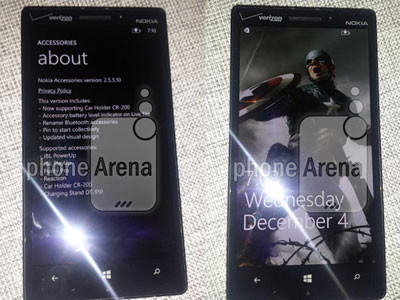 verizon
NOKIA
7:10
ACCESSORIES
about
Nokia Accessories version: 2.5.5.10
Privacy Policy
This version includes:
- Now supporting Car Holder CR-200
- Accessory battery level indicator on Live Tile
- Rename Bluetooth accessories
- Pin to start collectively
- Updated visual design
Supported accessories:
- JBL PowerUp
- Reaction
- Car Holder CR-200
- Charging Stand DT-910
phone Arena
verizon
NOKIA
phone Arena
Wednesday
December 4